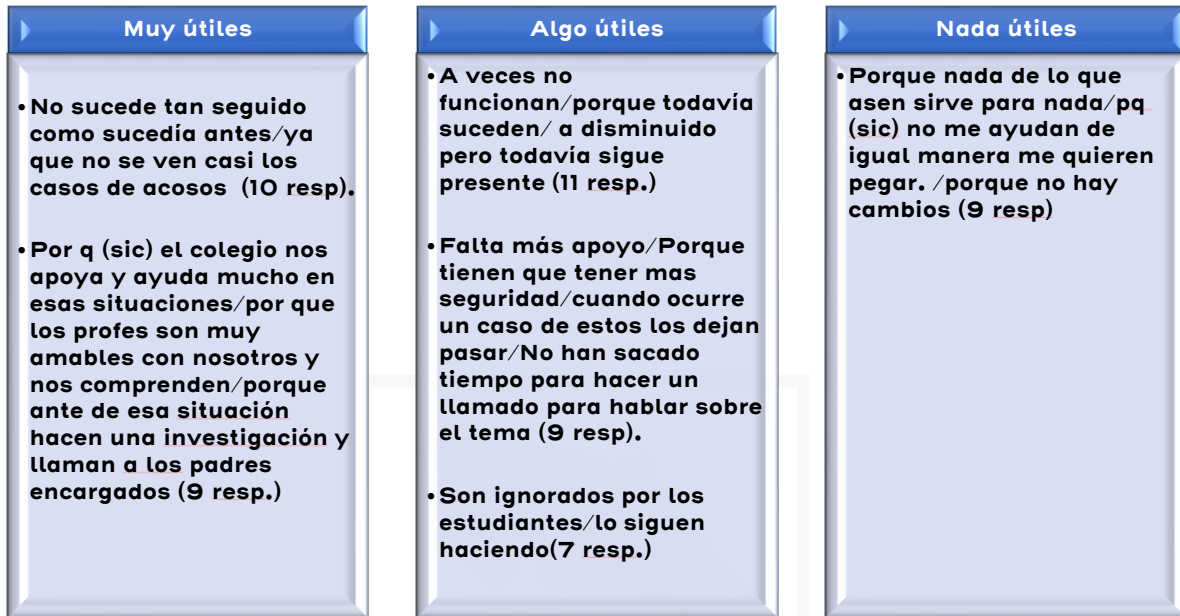 Muy útiles
• No sucede tan seguido
como sucedía antes/ya
que no se ven casi los
casos de acosos (10 resp).
• Por q (sic) el colegio nos
apoya y ayuda mucho en
esas situaciones/por que
los profes son muy
amables con nosotros y
nos comprenden/porque
ante de esa situación
hacen una investigación y
llaman a los padres
encargados (9 resp.)
Algo útiles
• A veces no
funcionan/porque todavía
suceden/ a disminuido
pero todavía sigue
presente (11 resp.)
• Falta más apoyo/Porque
tienen que tener mas
seguridad/cuando ocurre
un caso de estos los dejan
pasar/No han sacado
tiempo para hacer un
llamado para hablar sobre
el tema (9 resp).
• Son ignorados por los
estudiantes/lo siguen
haciendo(7 resp.)
Nada útiles
• Porque nada de lo que
asen sirve para nada/pq
(sic) no me ayudan de
igual manera me quieren
pegar. /porque no hay
cambios (9 resp)